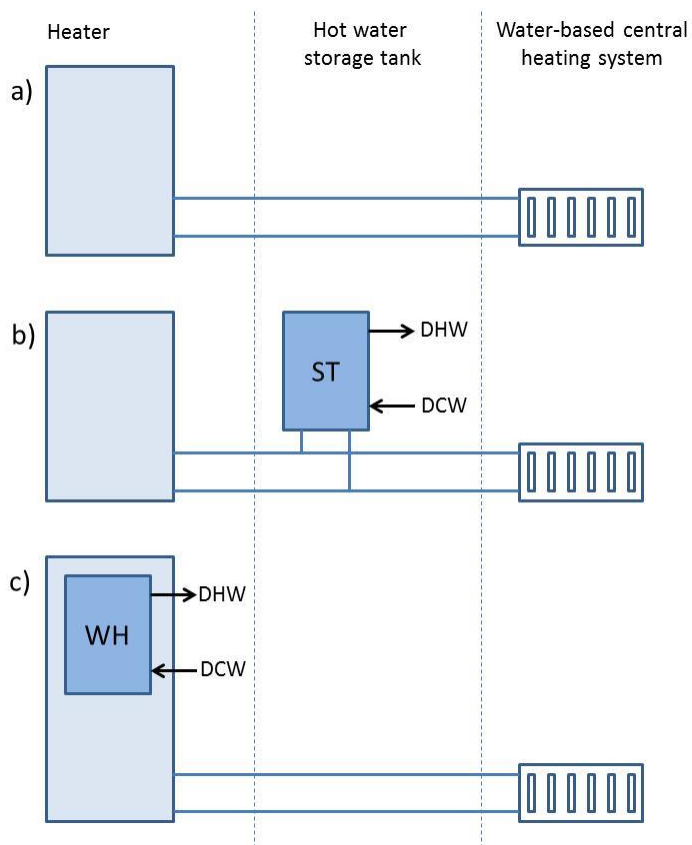 Heater
Hot water
storage tank
Water-based central
heating system
a)
b)
ST
DHW
DCW
c)
WH
DHW
DCW